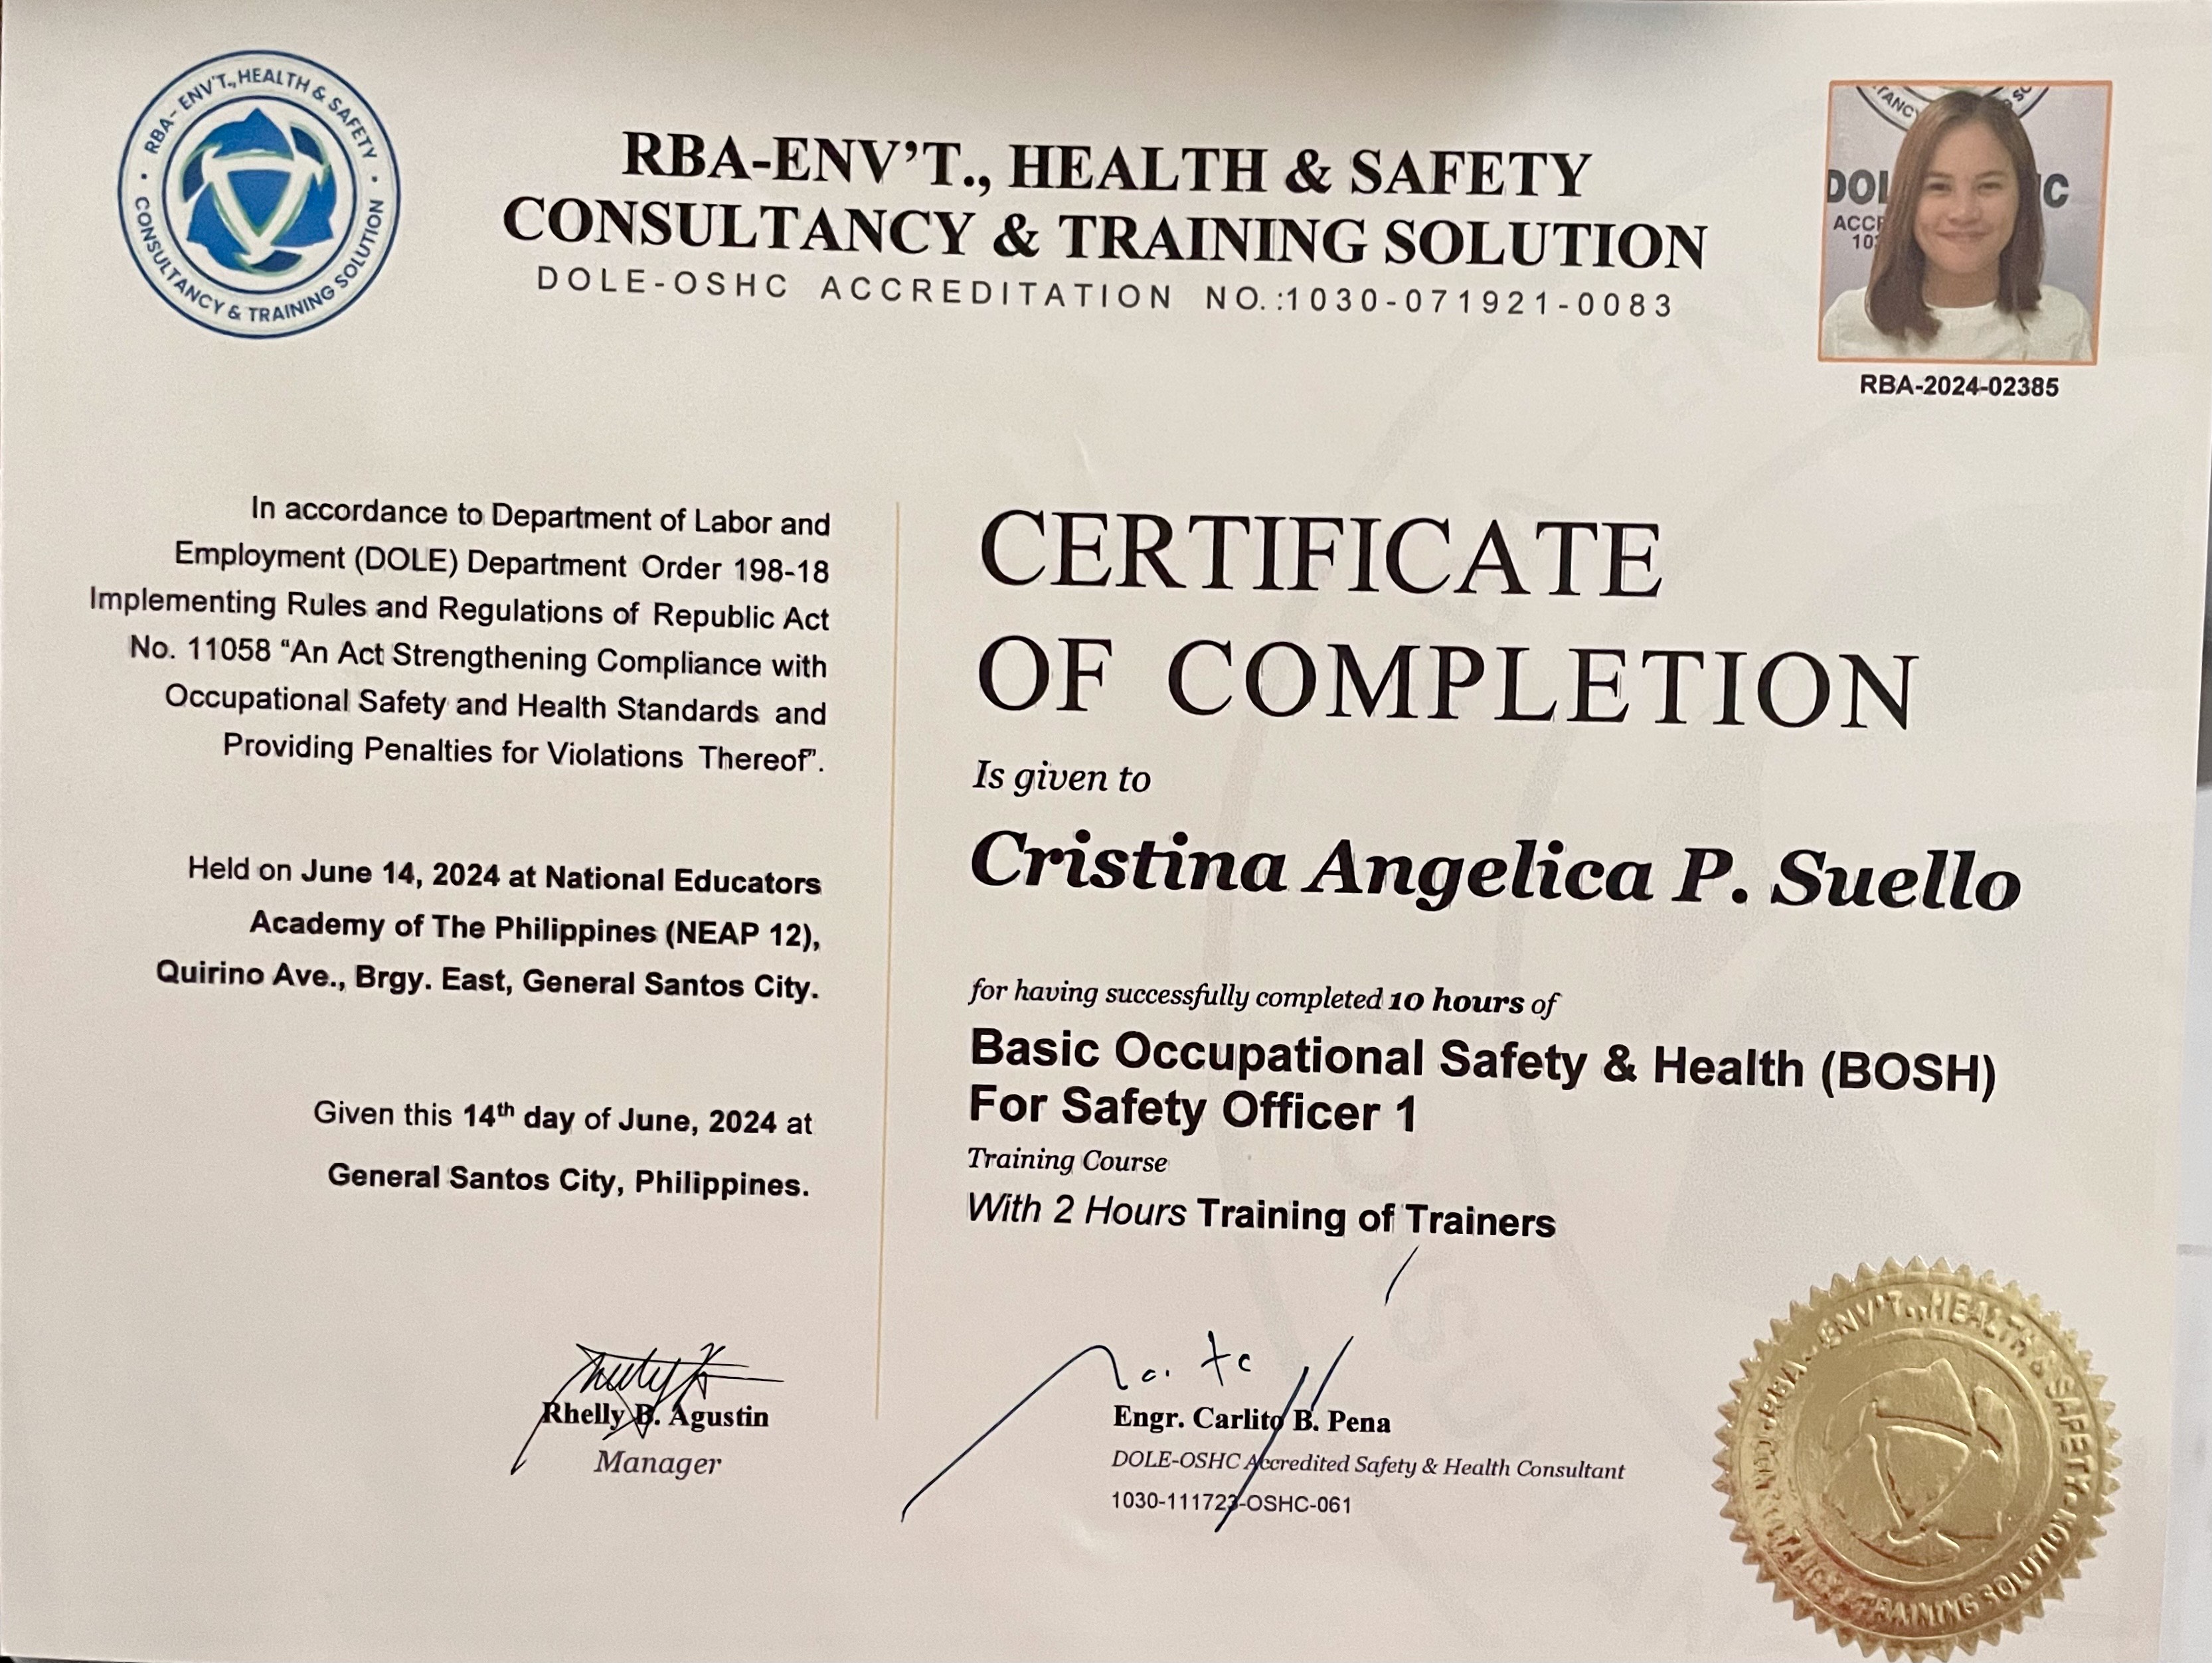 RBA- ENV'T., HEALTH & SAFETY
CONSULTANCY & TRAINING SOLUTION
RBA-ENV'T., HEALTH & SAFETY
CONSULTANCY & TRAINING SOLUTION
DOLE-OSHC ACCREDITATION NO.:1030-071921-0083
RBA-2024-02385
In accordance to Department of Labor and
Employment (DOLE) Department Order 198-18
Implementing Rules and Regulations of Republic Act
No. 11058 “An Act Strengthening Compliance with
Occupational Safety and Health Standards and
Providing Penalties for Violations Thereof”.
Held on June 14, 2024 at National Educators
Academy of The Philippines (NEAP 12),
Quirino Ave., Brgy. East, General Santos City.
Given this 14th day of June, 2024 at
General Santos City, Philippines.
Rhelly B. Agustin
Manager
CERTIFICATE
OF COMPLETION
Is given to
Cristina Angelica P. Suello
for having successfully completed 10 hours of
Basic Occupational Safety & Health (BOSH)
For Safety Officer 1
Training Course
With 2 Hours Training of Trainers
Engr. Carlito B. Pena
DOLE-OSHC Accredited Safety & Health Consultant
1030-111723-OSHC-061
RBA- ENV'T., HEALTH & SAFETY
CONSULTANCY & TRAINING SOLUTION